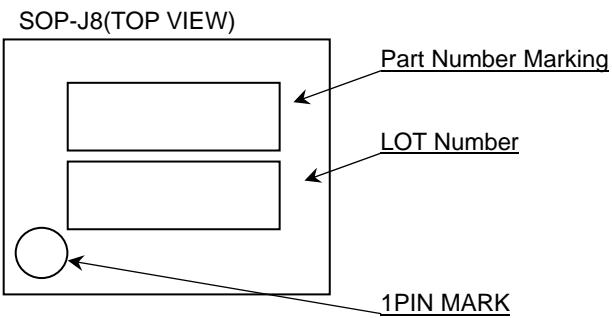 SOP-J8(TOP VIEW)
Part Number Marking
LOT Number
1PIN MARK